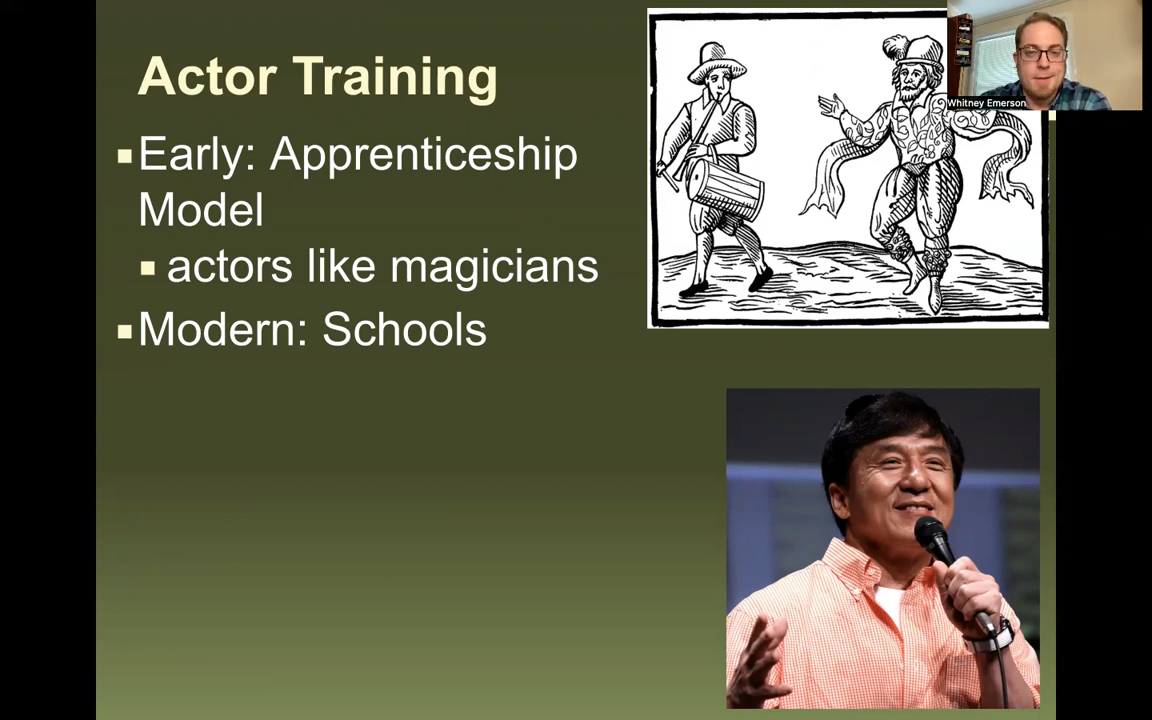 Actor Training
Early: Apprenticeship
Model
actors like magicians
Modern: Schools
Whitney Emerson